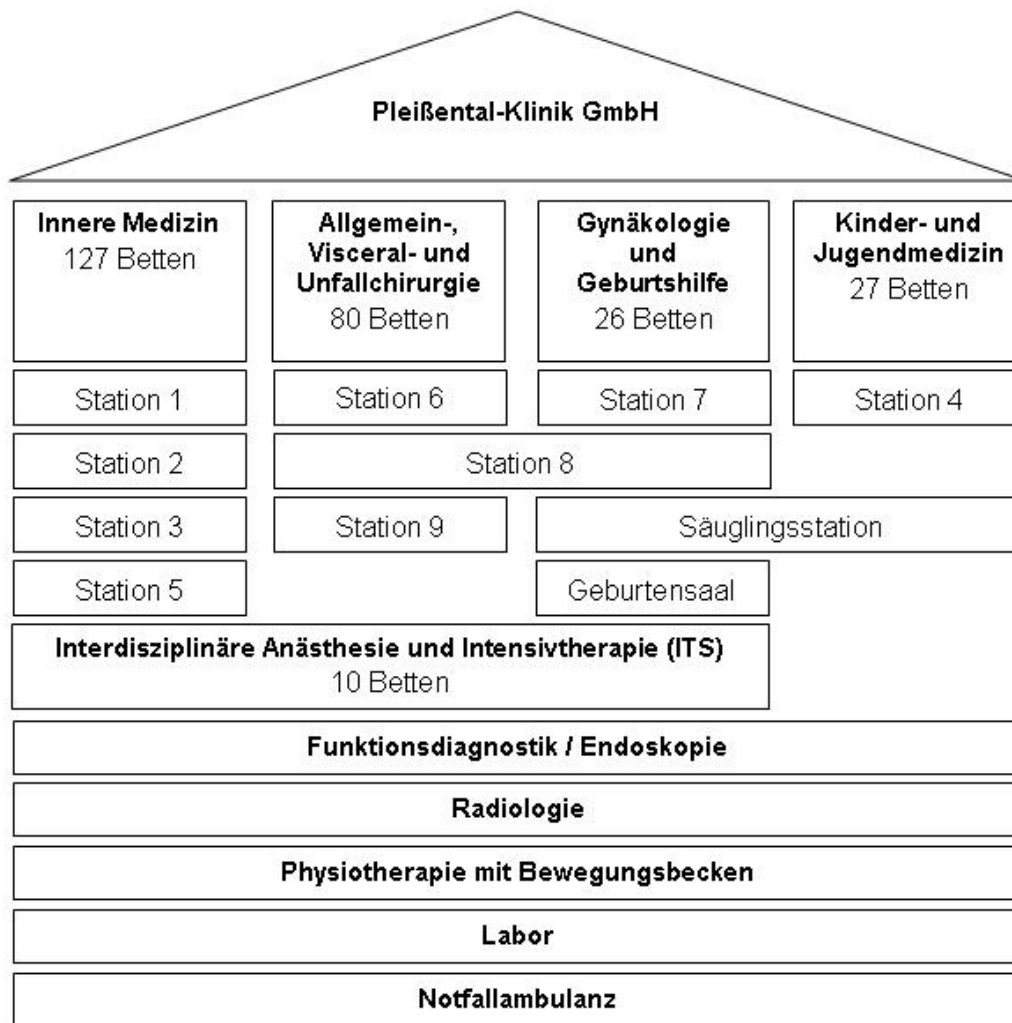 Pleißental-Klinik GmbH
Innere Medizin
127 Betten
Allgemein-,
Visceral- und
Unfallchirurgie
80 Betten
Gynäkologie
und
Geburtshilfe
26 Betten
Kinder- und
Jugendmedizin
27 Betten
Station 1
Station 6
Station 7
Station 4
Station 2
Station 8
Station 3
Station 9
Säuglingsstation
Station 5
Geburtensaal
Interdisziplinäre Anästhesie und Intensivtherapie (ITS)
10 Betten
Funktionsdiagnostik / Endoskopie
Radiologie
Physiotherapie mit Bewegungsbecken
Labor
Notfallambulanz